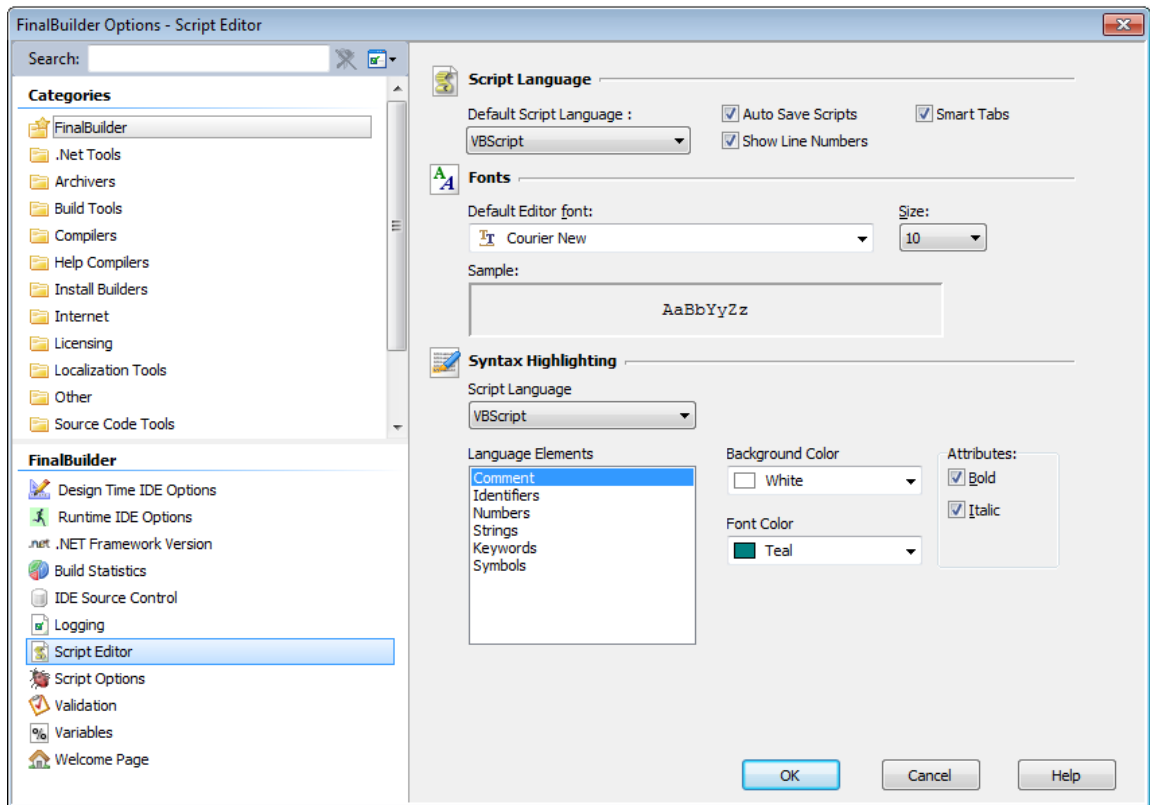 FinalBuilder Options - Script Editor
Search:
Categories
FinalBuilder
.Net Tools
Archivers
Build Tools
Compilers
Help Compilers
Install Builders
Internet
Licensing
Localization Tools
Other
Source Code Tools
FinalBuilder
Design Time IDE Options
Runtime IDE Options
.net .NET Framework Version
Build Statistics
IDE Source Control
Logging
Script Editor
Script Options
Validation
% Variables
Welcome Page
Script Language
Default Script Language :
VBScript
Auto Save Scripts
Smart Tabs
Show Line Numbers
Fonts
Default Editor font:
Size:
Courier New
10
Sample:
AaBbYyZz
Syntax Highlighting
Script Language
VBScript
Language Elements
Comment
Identifiers
Numbers
Strings
Keywords
Symbols
Background Color
White
Font Color
Teal
Attributes:
Bold
Italic
OK
Cancel
Help